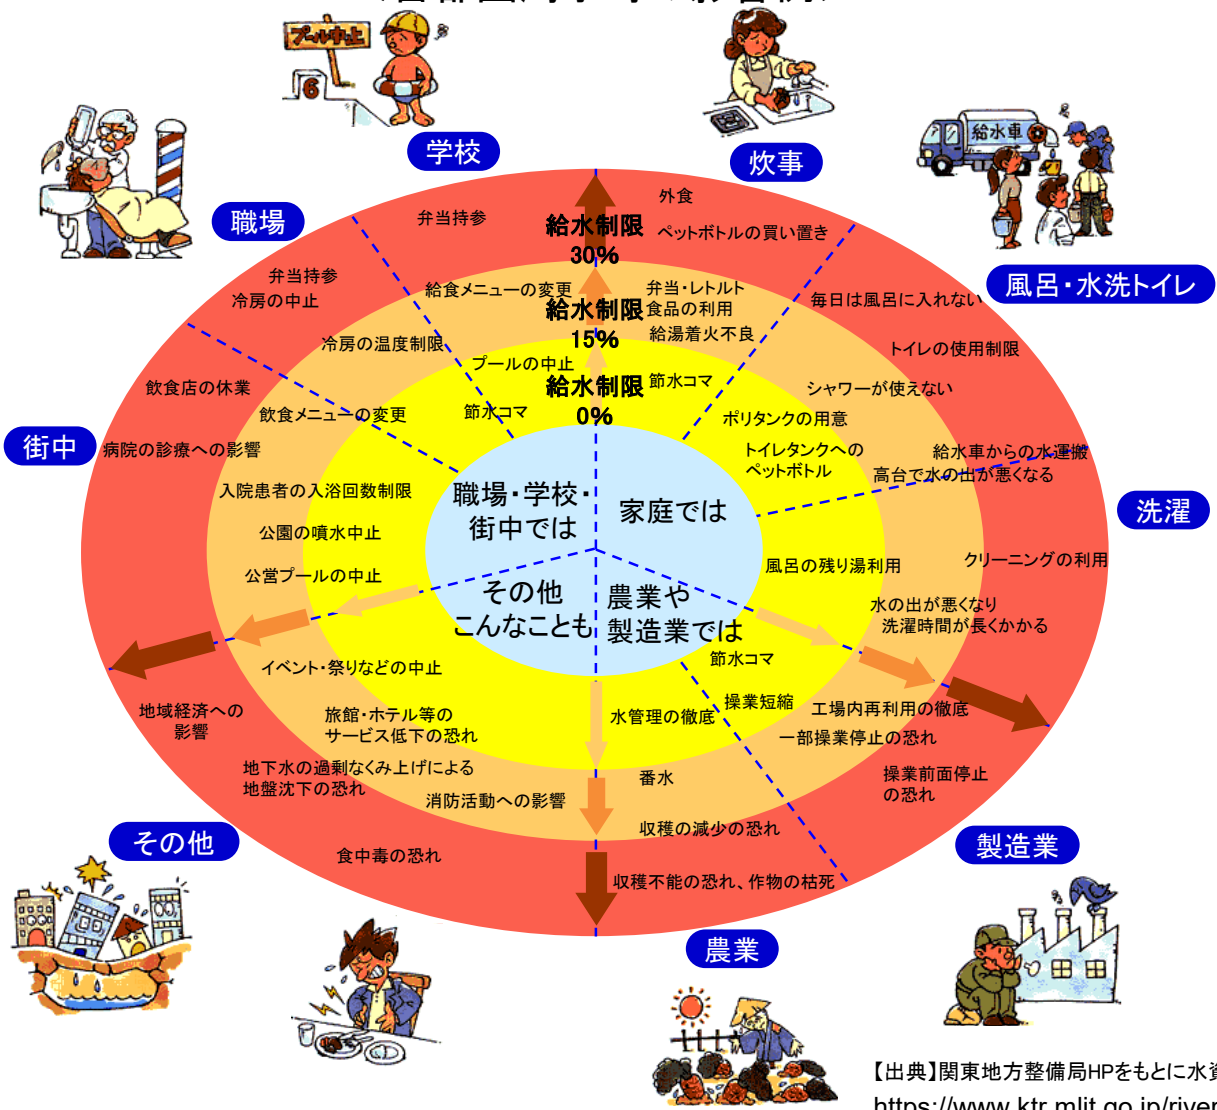 プール中止
6
給水車
学校
炊事
職場
風呂・水洗トイレ
街中
洗濯
その他
製造業
農業
給水制限
30%
給水制限
15%
給水制限
0%
弁当持参
外食
ペットボトルの買い置き
弁当持参
冷房の中止
給食メニューの変更
弁当・レトルト
食品の利用
給湯着火不良
毎日は風呂に入れない
トイレの使用制限
冷房の温度制限
プールの中止
節水コマ
節水コマ
シャワーが使えない
ポリタンクの用意
飲食店の休業
飲食メニューの変更
病院の診療への影響
トイレタンクへの
ペットボトル
給水車からの水運搬
高台で水の出が悪くなる
入院患者の入浴回数制限
公園の噴水中止
公営プールの中止
職場・学校・
街中では
家庭では
その他
こんなことも
農業や
製造業では
風呂の残り湯利用
クリーニングの利用
水の出が悪くなり
洗濯時間が長くかかる
節水コマ
操業短縮
水管理の徹底
工場内再利用の徹底
一部操業停止の恐れ
操業前面停止
の恐れ
イベント・祭りなどの中止
地域経済への
影響
旅館・ホテル等の
サービス低下の恐れ
地下水の過剰なくみ上げによる
地盤沈下の恐れ
消防活動への影響
食中毒の恐れ
番水
収穫の減少の恐れ
収穫不能の恐れ、作物の枯死
【出典】関東地方整備局HPをもとに水資
https://www.ktr.mlit.go.jp/river